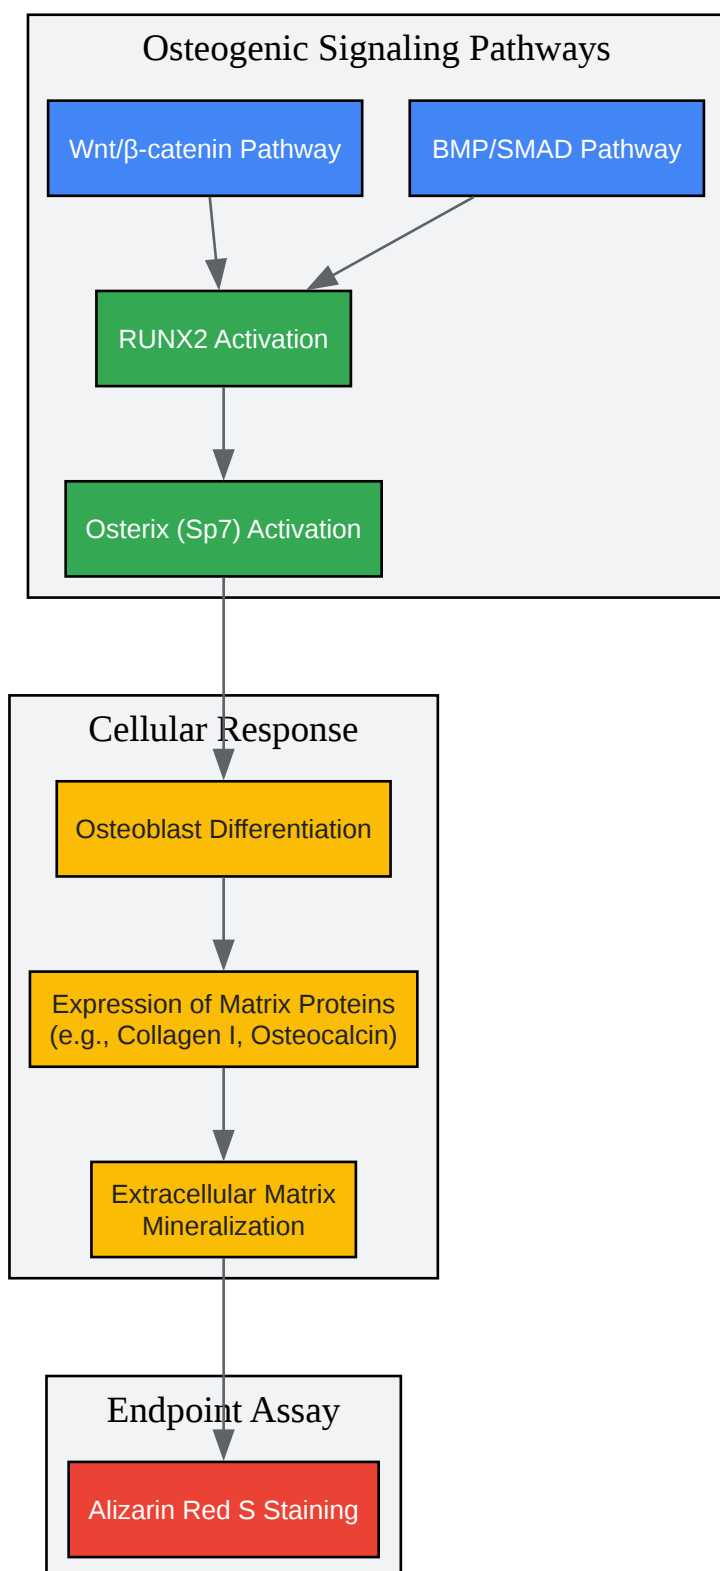 Osteogenic Signaling Pathways
Wnt/β-catenin Pathway
BMP/SMAD Pathway
RUNX2 Activation
Osterix (Sp7) Activation
Cellular Response
Osteoblast Differentiation
Expression of Matrix Proteins
(e.g., Collagen I, Osteocalcin)
Extracellular Matrix
Mineralization
Endpoint Assay
Alizarin Red S Staining